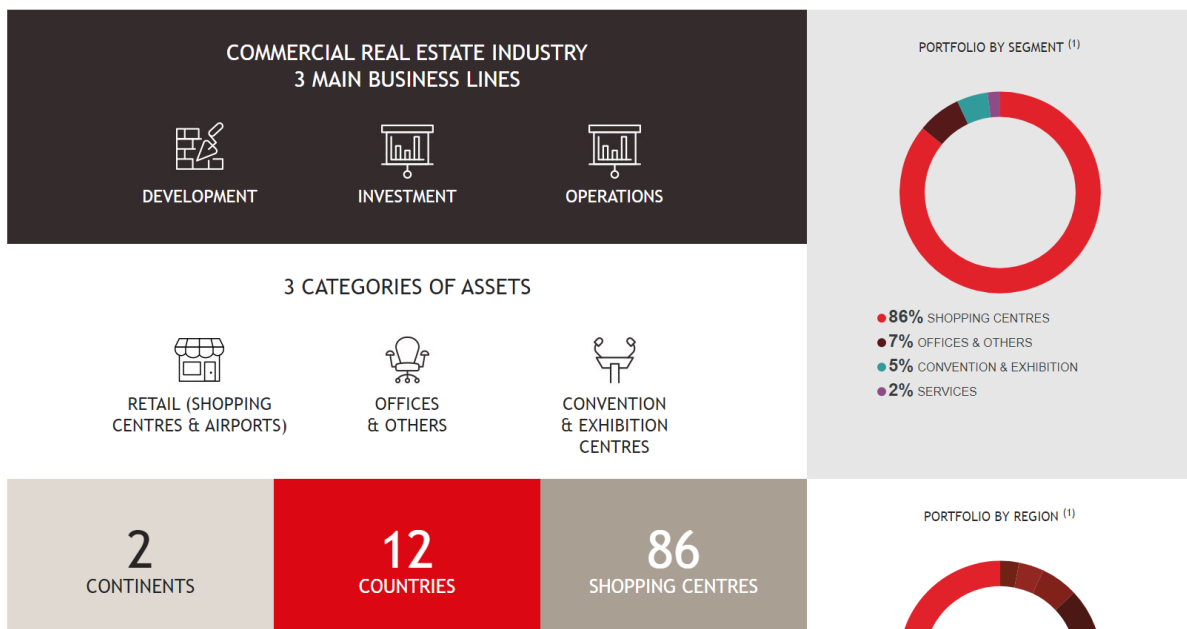 COMMERCIAL REAL ESTATE INDUSTRY
3 MAIN BUSINESS LINES
DEVELOPMENT
INVESTMENT
OPERATIONS
3 CATEGORIES OF ASSETS
RETAIL (SHOPPING
CENTRES & AIRPORTS)
OFFICES
& OTHERS
CONVENTION
& EXHIBITION
CENTRES
2
CONTINENTS
12
COUNTRIES
86
SHOPPING CENTRES
PORTFOLIO BY SEGMENT (1)
86% SHOPPING CENTRES
7% OFFICES & OTHERS
5% CONVENTION & EXHIBITION
2% SERVICES
PORTFOLIO BY REGION (1)